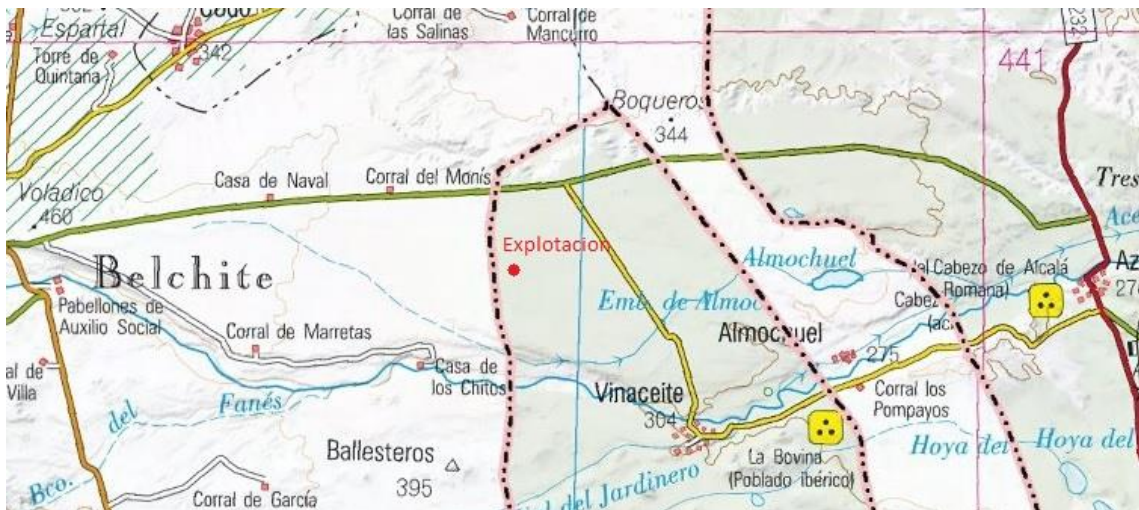 Espartal
Torre de
Quintana
342
Corral de
las Salinas
Corral de
Mancurro
232
441
Boqueros
344
Casa de Naval
Corral del Monís
Voladico
460
Tres
Belchite
Pabellones de
Auxilio Social
Explotacion
Almochuel
Emb. de Almoc
del Cabezo de Alcalá
Romana)
Cabez
(ac
Az
Corral de Marretas
Almochuel
275
Casa de
los Chitos
Vinaceite
304
Corral los
Pompayos
al de
Villa
del
Fanés
Bco.
Ballesteros
395
La Bovina
(Poblado Ibérico)
Hoya del
Hoya del
del Jardinero
Corral de García